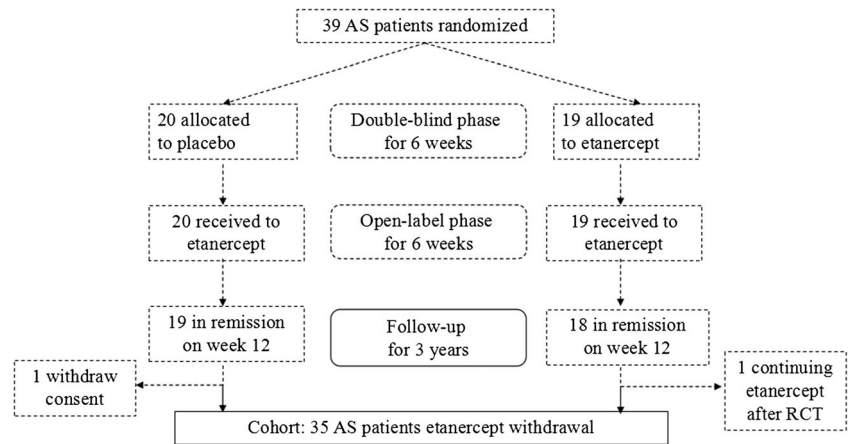 39 AS patients randomized
20 allocated
to placebo
Double-blind phase
for 6 weeks
19 allocated
to etanercept
20 received to
etanercept
Open-label phase
for 6 weeks
19 received to
etanercept
19 in remission
on week 12
Follow-up
for 3 years
18 in remission
on week 12
1 withdraw
consent
1 continuing
etanercept
after RCT
Cohort: 35 AS patients etanercept withdrawal